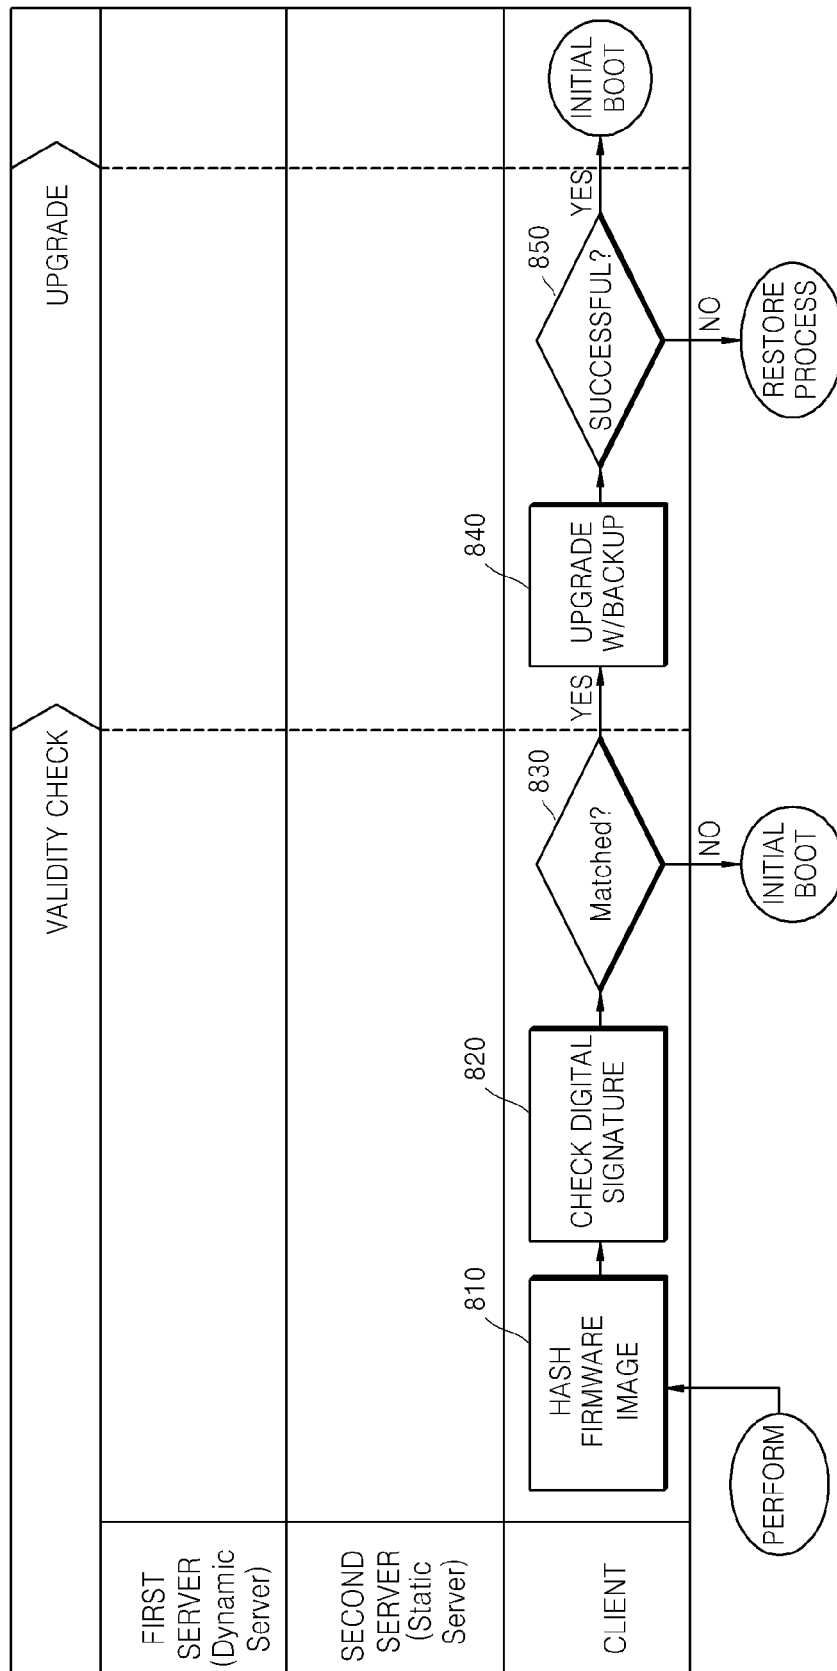 VALIDITY CHECK
UPGRADE
FIRST
SERVER
(Dynamic
Server)
SECOND
SERVER
(Static
Server)
CLIENT
PERFORM
810
HASH
FIRMWARE
IMAGE
820
CHECK DIGITAL
SIGNATURE
830
Matched?
NO
INITIAL
BOOT
YES
840
UPGRADE
W/BACKUP
850
SUCCESSFUL?
NO
RESTORE
PROCESS
YES
INITIAL
BOOT